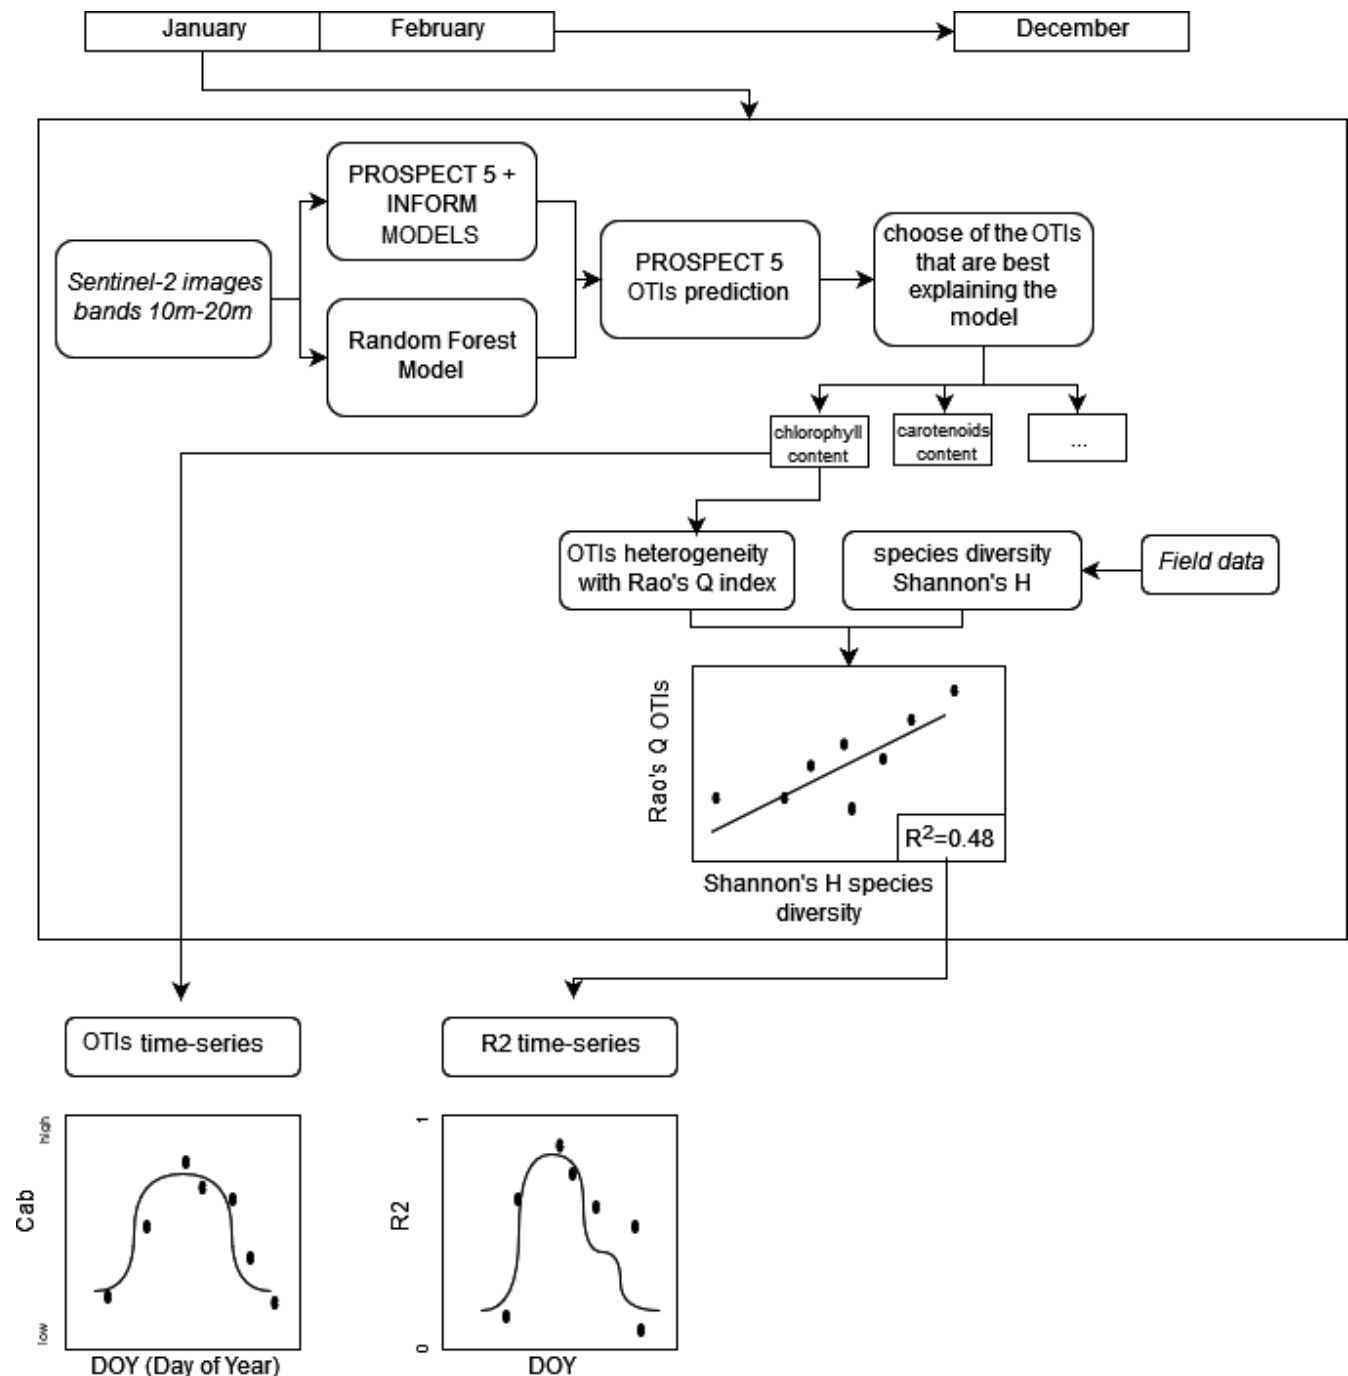 January
February
December
PROSPECT 5 +
INFORM
MODELS
Sentinel-2 images
bands 10m-20m
Random Forest
Model
PROSPECT 5
OTIs prediction
choose of the OTIs
that are best
explaining the
model
chlorophyll
content
carotenoids
content
...
OTIs heterogeneity
with Rao's Q index
species diversity
Shannon's H
Field data
Rao's Q OTIs
R2=0.48
Shannon's H species
diversity
OTIs time-series
R2 time-series
high
Cab
low
DOY (Day of Year)
1
R2
0
DOY